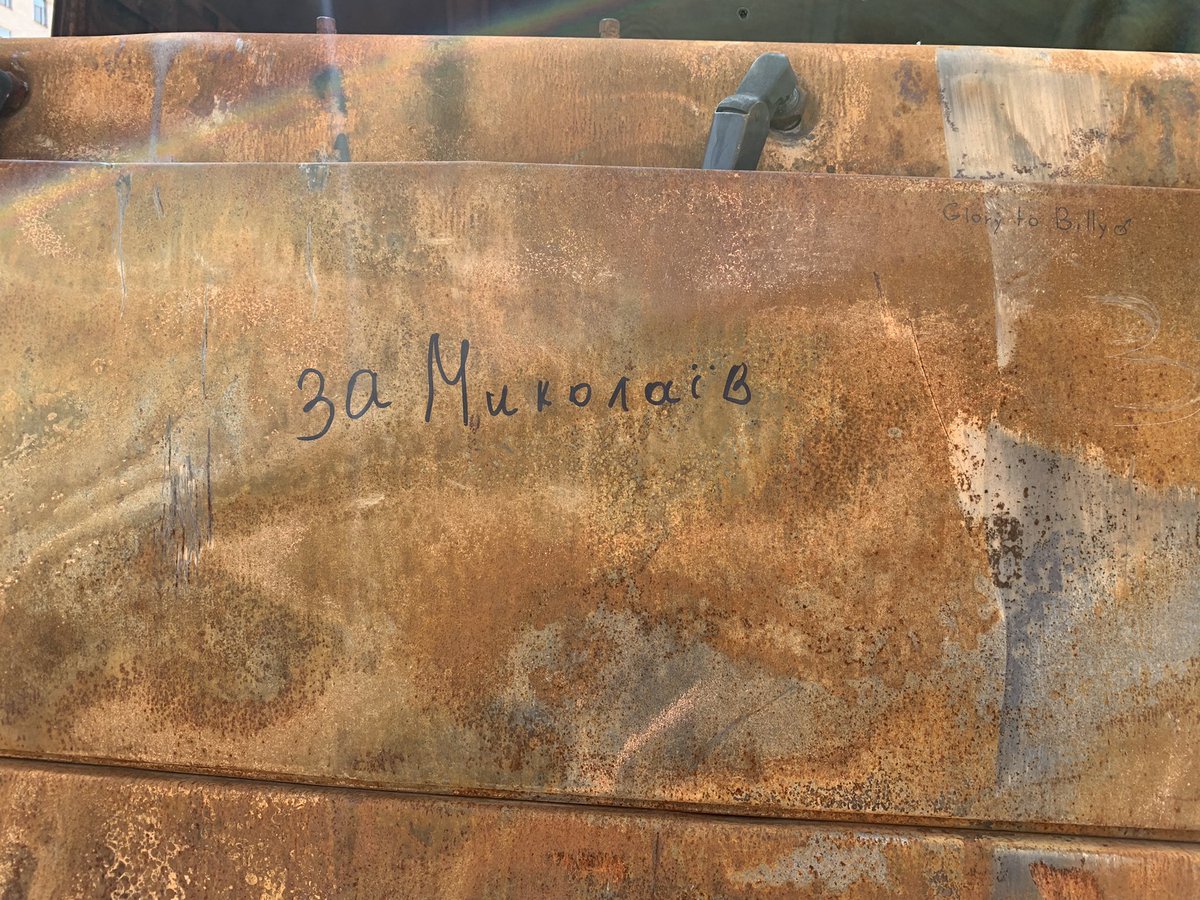 Glory to Billy♂
за Миколаїв